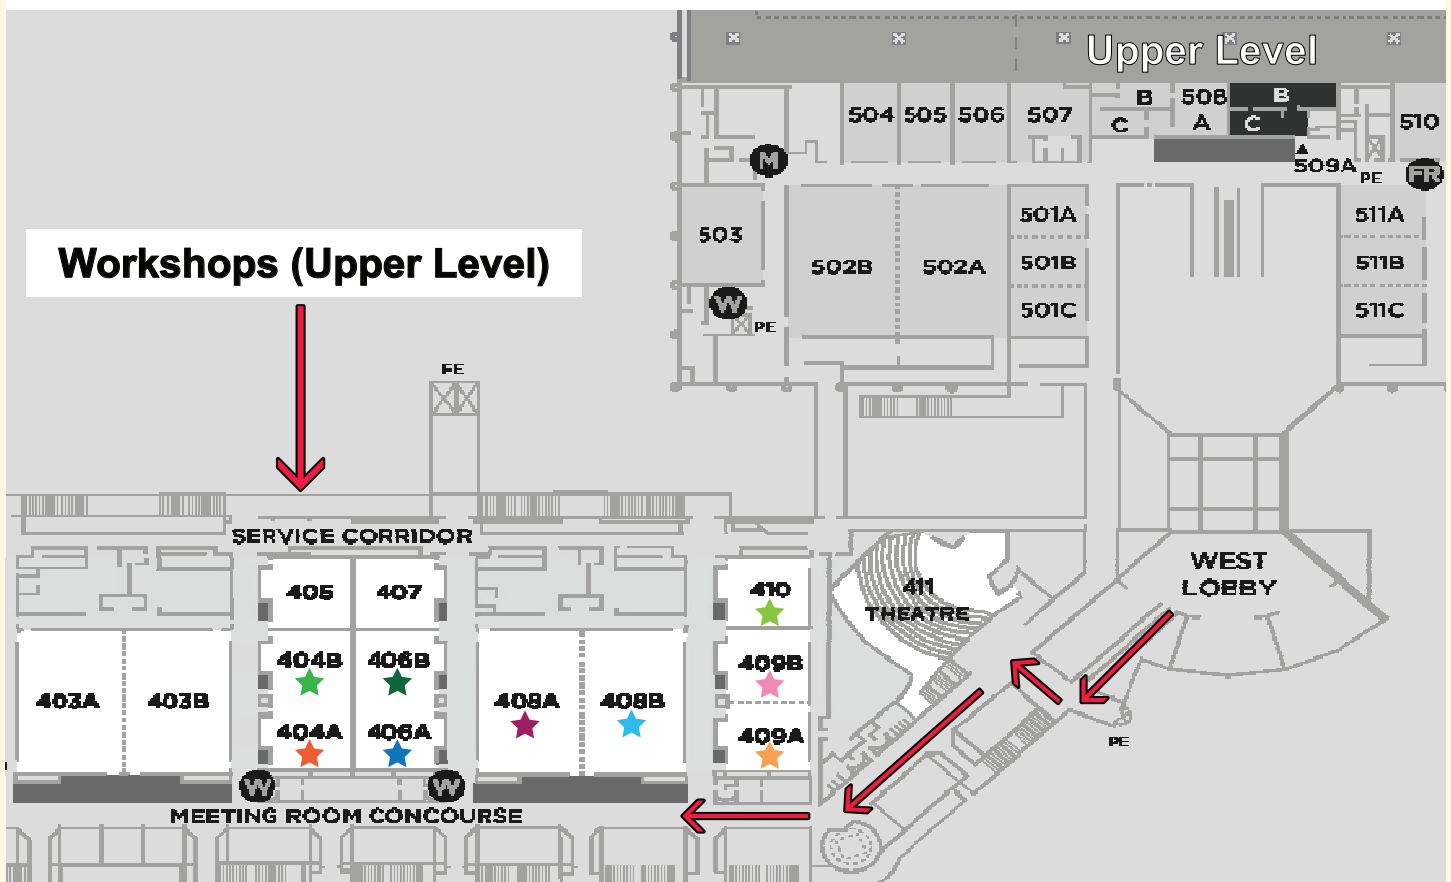 Upper Level
504 505 506 507 B 508 B 510
C A C
M 509A
PE FR
503 501A 511A
502B 502A 501B 511B
501C 511C
W PE
Workshops (Upper Level)
FE
SERVICE CORRIDOR
WEST
LOBBY
405 407 410 411
THEATRE
404B 406B 409B
403A 403B 408A 408B
404A 406A 409A
PE
W W
MEETING ROOM CONCOURSE